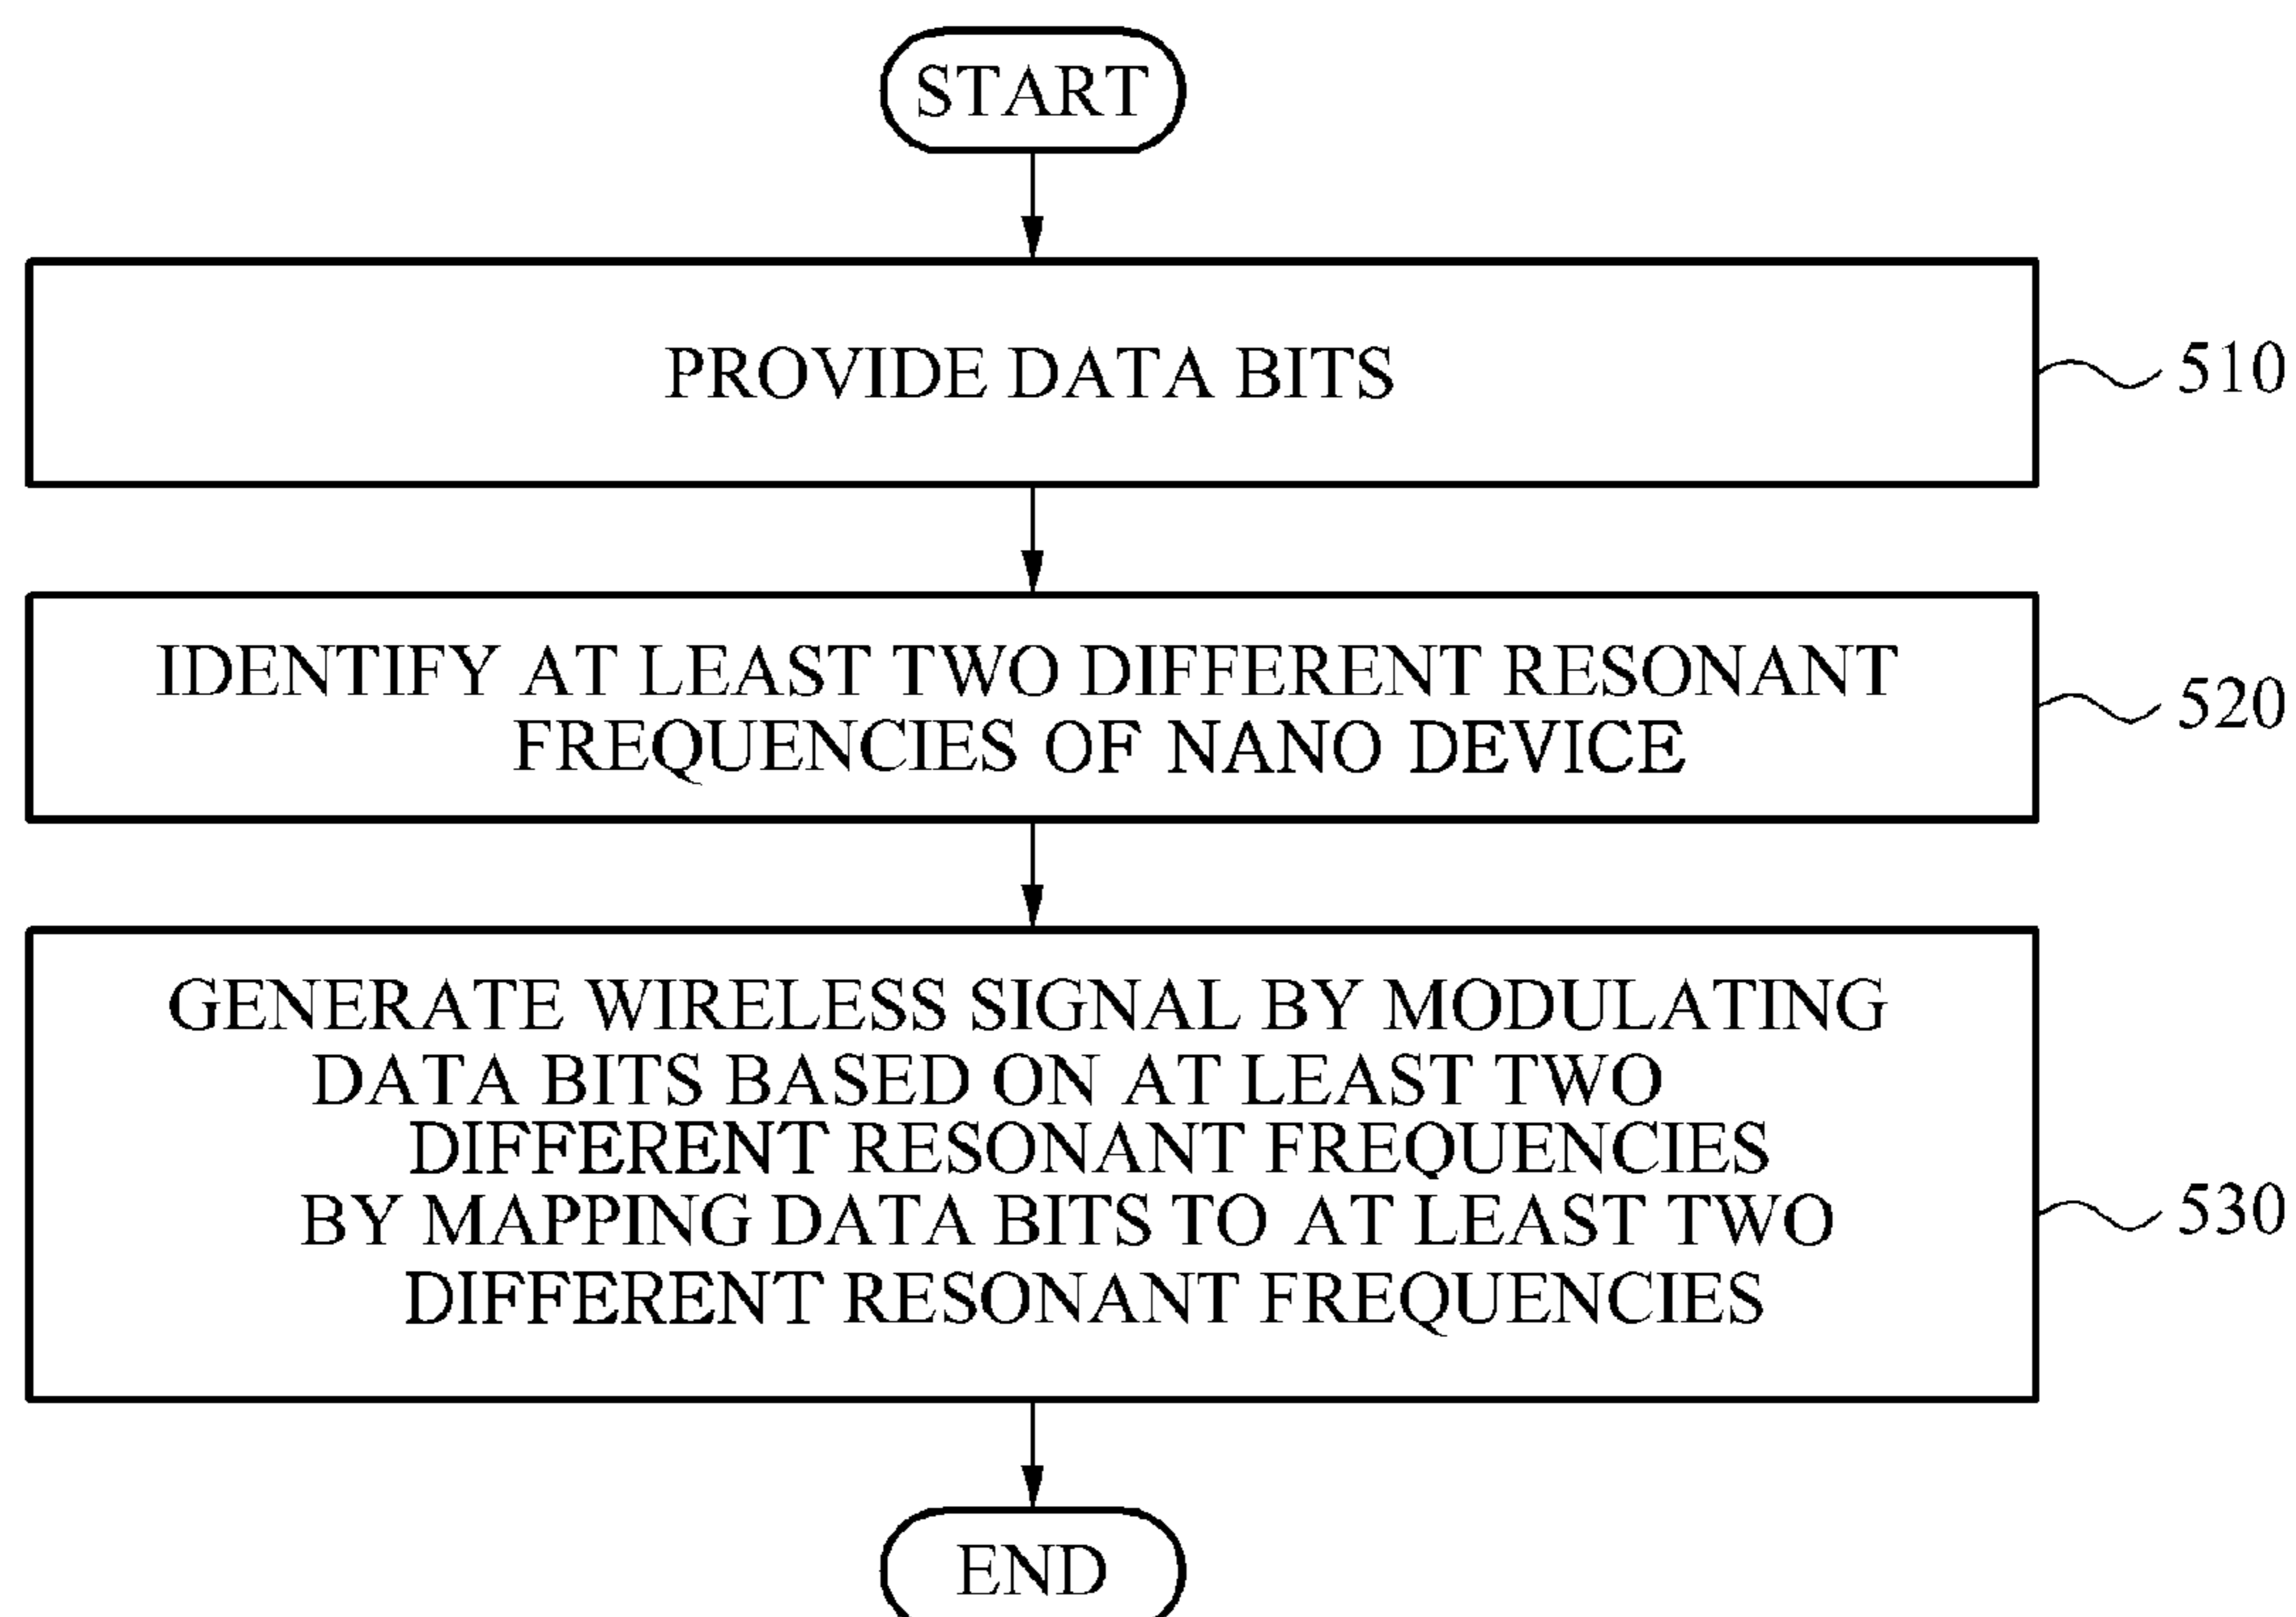 START
PROVIDE DATA BITS
510
IDENTIFY AT LEAST TWO DIFFERENT RESONANT
FREQUENCIES OF NANO DEVICE
520
GENERATE WIRELESS SIGNAL BY MODULATING
DATA BITS BASED ON AT LEAST TWO
DIFFERENT RESONANT FREQUENCIES
BY MAPPING DATA BITS TO AT LEAST TWO
DIFFERENT RESONANT FREQUENCIES
530
END